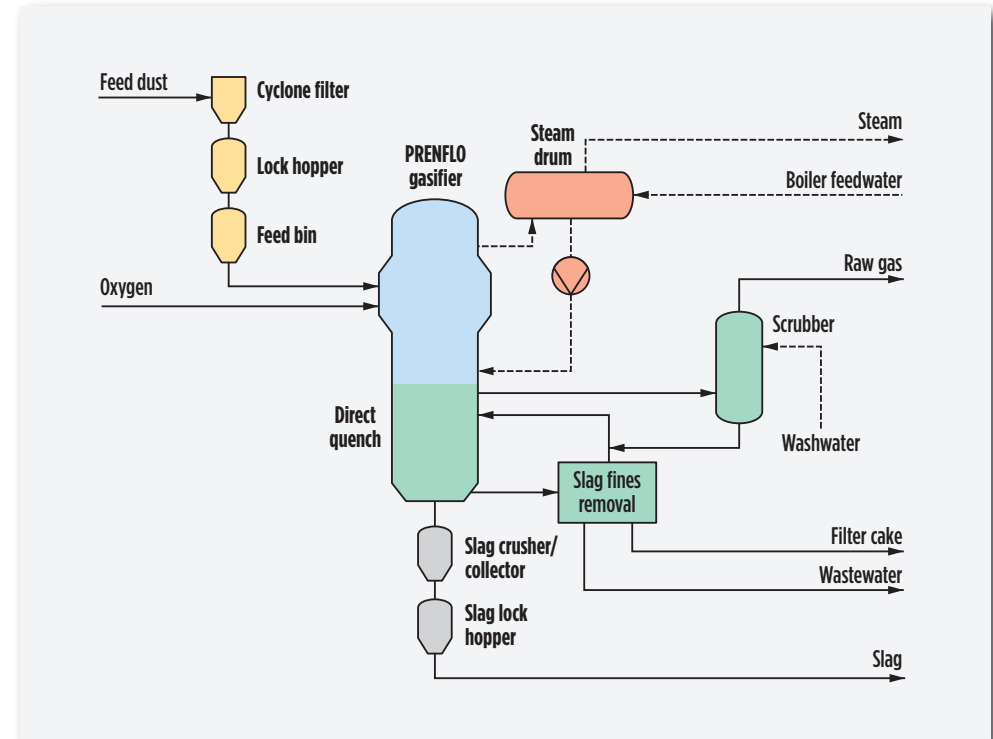 Feed dust
Cyclone filter
Lock hopper
Feed bin
Oxygen
PRENFLO
gasifier
Steam
drum
Steam
Boiler feedwater
Raw gas
Scrubber
Washwater
Direct
quench
Slag fines
removal
Filter cake
Wastewater
Slag crusher/
collector
Slag lock
hopper
Slag